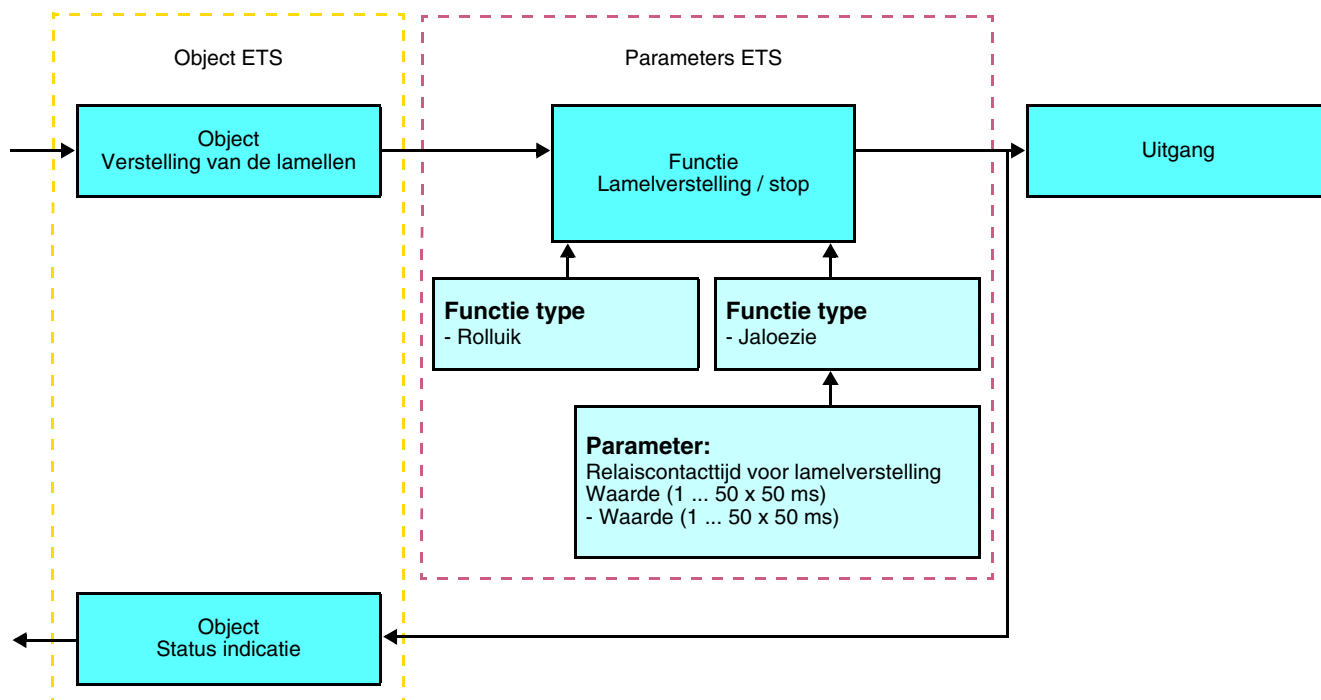 Object ETS
Parameters ETS
Object
Verstelling van de lamellen
Functie
Lamelverstelling / stop
Uitgang
Functie type
- Rolluik
Functie type
- Jaloezie
Parameter:
Relaiscontacttijd voor lamelverstelling
Waarde (1 ... 50 x 50 ms)
- Waarde (1 ... 50 x 50 ms)
Object
Status indicatie